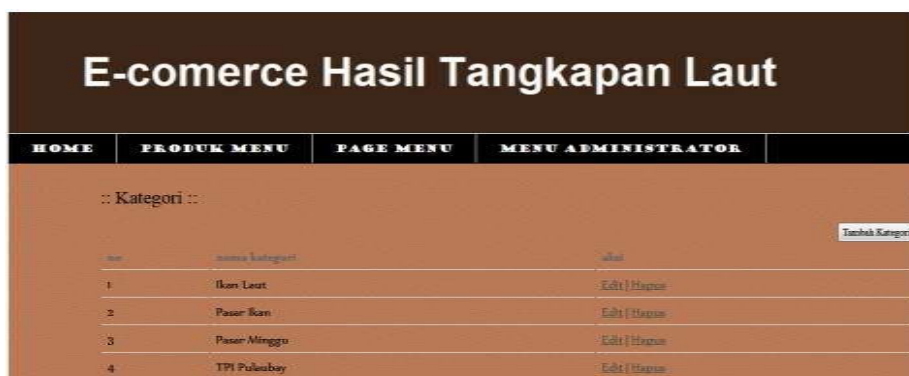 E-comerce Hasil Tangkapan Laut
HOME PRODUK MENU PAGE MENU MENU ADMINISTRATOR
:: Kategori ::
Tambah Kategori
no nama kategori aksi
1 Ikan Laut Edit | Hapus
2 Pasar Ikan Edit | Hapus
3 Pasar Minggu Edit | Hapus
4 TPI Edit | Hapus